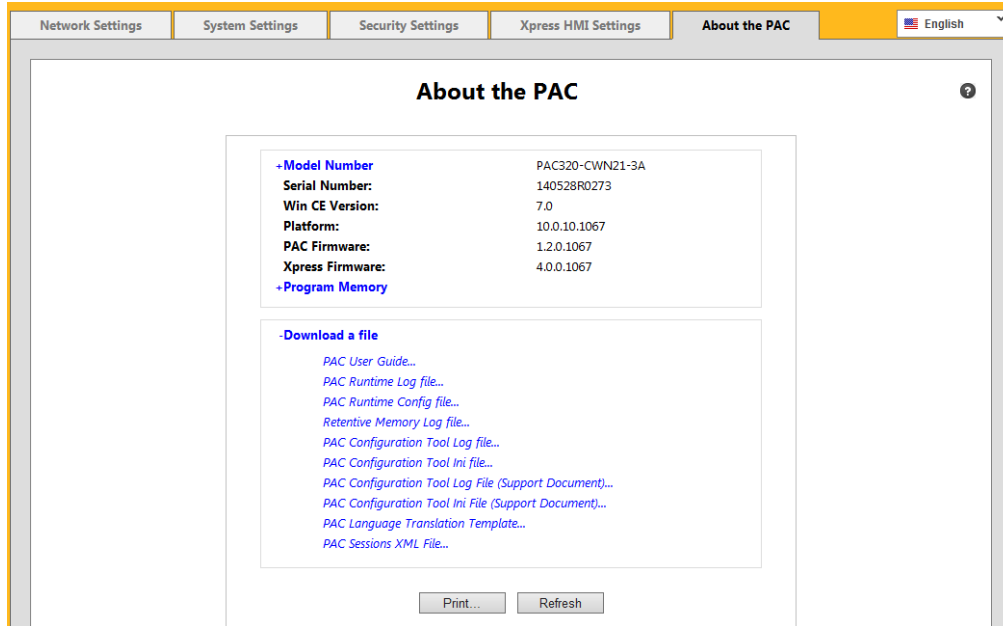 Network Settings System Settings Security Settings Xpress HMI Settings About the PAC English
About the PAC
+Model Number PAC320-CWN21-3A
Serial Number: 140528R0273
Win CE Version: 7.0
Platform: 10.0.10.1067
PAC Firmware: 1.2.0.1067
Xpress Firmware: 4.0.0.1067
+Program Memory
-Download a file
PAC User Guide...
PAC Runtime Log file...
PAC Runtime Config file...
Retentive Memory Log file...
PAC Configuration Tool Log file...
PAC Configuration Tool Ini file...
PAC Configuration Tool Log File (Support Document)...
PAC Configuration Tool Ini File (Support Document)...
PAC Language Translation Template...
PAC Sessions XML File...
Print... Refresh